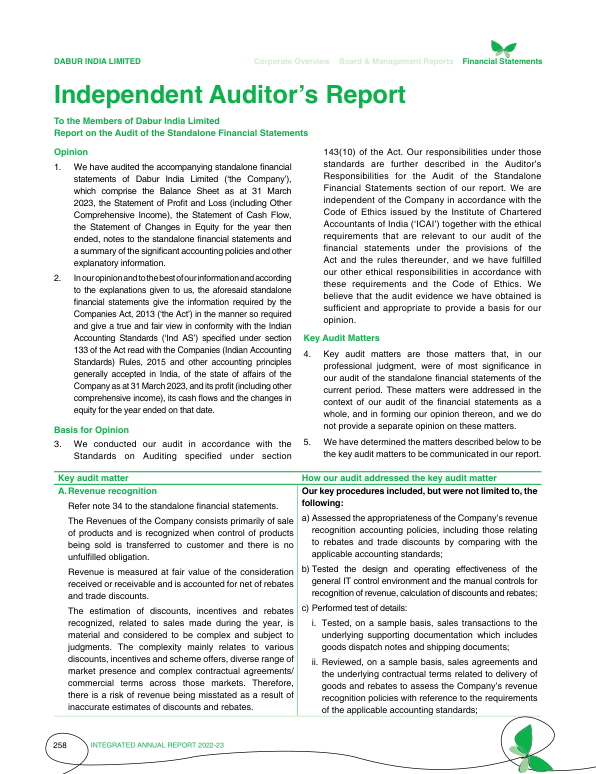 DABUR INDIA LIMITED
Corporate Overview Board & Management Reports Financial Statements
Independent Auditor's Report
To the Members of Dabur India Limited
Report on the Audit of the Standalone Financial Statements
Opinion
1. We have audited the accompanying standalone financial
statements of Dabur India Limited ('the Company'),
which comprise the Balance Sheet as at 31 March
2023, the Statement of Profit and Loss (including Other
Comprehensive Income), the Statement of Cash Flow,
the Statement of Changes in Equity for the year then
ended, notes to the standalone financial statements and
a summary of the significant accounting policies and other
explanatory information.
2. In our opinion and to the best of our information and according
to the explanations given to us, the aforesaid standalone
financial statements give the information required by the
Companies Act, 2013 ('the Act') in the manner so required
and give a true and fair view in conformity with the Indian
Accounting Standards ('Ind AS') specified under section
133 of the Act read with the Companies (Indian Accounting
Standards) Rules, 2015 and other accounting principles
generally accepted in India, of the state of affairs of the
Company as at 31 March 2023, and its profit (including other
comprehensive income), its cash flows and the changes in
equity for the year ended on that date.
Basis for Opinion
3. We conducted our audit in accordance with the
Standards on Auditing specified under section
143(10) of the Act. Our responsibilities under those
standards are further described in the Auditor's
Responsibilities for the Audit of the Standalone
Financial Statements section of our report. We are
independent of the Company in accordance with the
Code of Ethics issued by the Institute of Chartered
Accountants of India ('ICAI') together with the ethical
requirements that are relevant to our audit of the
financial statements under the provisions of the
Act and the rules thereunder, and we have fulfilled
our other ethical responsibilities in accordance with
these requirements and the Code of Ethics. We
believe that the audit evidence we have obtained is
sufficient and appropriate to provide a basis for our
opinion.
Key Audit Matters
4. Key audit matters are those matters that, in our
professional judgment, were of most significance in
our audit of the standalone financial statements of the
current period. These matters were addressed in the
context of our audit of the financial statements as a
whole, and in forming our opinion thereon, and we do
not provide a separate opinion on these matters.
5. We have determined the matters described below to be
the key audit matters to be communicated in our report.
Key audit matter
How our audit addressed the key audit matter
A. Revenue recognition
Refer note 34 to the standalone financial statements.
The Revenues of the Company consists primarily of sale
of products and is recognized when control of products
being sold is transferred to customer and there is no
unfulfilled obligation.
Revenue is measured at fair value of the consideration
received or receivable and is accounted for net of rebates
and trade discounts.
The estimation of discounts, incentives and rebates
recognized, related to sales made during the year, is
material and considered to be complex and subject to
judgments. The complexity mainly relates to various
discounts, incentives and scheme offers, diverse range of
market presence and complex contractual agreements/
commercial terms across those markets. Therefore,
there is a risk of revenue being misstated as a result of
inaccurate estimates of discounts and rebates.
Our key procedures included, but were not limited to, the
following:
a) Assessed the appropriateness of the Company's revenue
recognition accounting policies, including those relating
to rebates and trade discounts by comparing with the
applicable accounting standards;
b) Tested the design and operating effectiveness of the
general IT control environment and the manual controls for
recognition of revenue, calculation of discounts and rebates;
c) Performed test of details:
i. Tested, on a sample basis, sales transactions to the
underlying supporting documentation which includes
goods dispatch notes and shipping documents;
ii. Reviewed, on a sample basis, sales agreements and
the underlying contractual terms related to delivery of
goods and rebates to assess the Company's revenue
recognition policies with reference to the requirements
of the applicable accounting standards;
258
INTEGRATED ANNUAL REPORT 2022-23